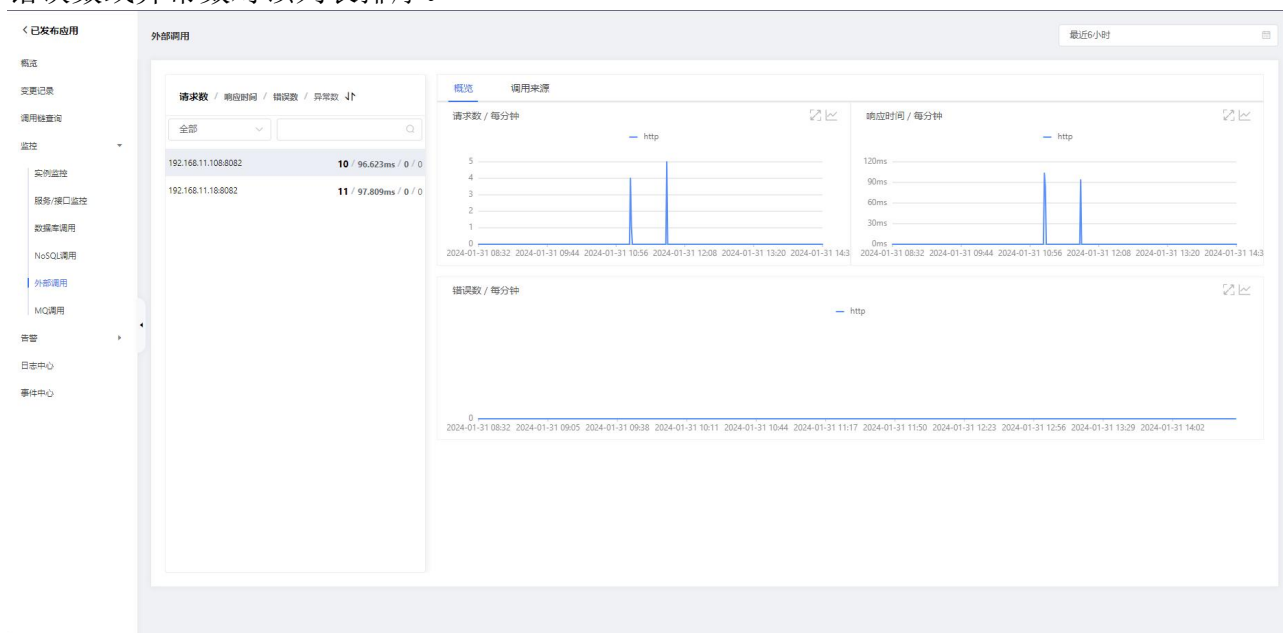 已发布应用
外部调用
最近6小时
概览
变更记录
调用链查询
监控
实例监控
服务/接口监控
数据库调用
NoSQL调用
外部调用
MQ调用
告警
日志中心
事件中心
请求数 / 响应时间 / 错误数 / 异常数
全部
192.168.11.108:8082 10 / 96.623ms / 0 / 0
192.168.11.18:8082 11 / 97.809ms / 0 / 0
概览 调用来源
请求数 / 每分钟
http
5
4
3
2
1
0
2024-01-31 08:32 2024-01-31 09:44 2024-01-31 10:56 2024-01-31 12:08 2024-01-31 13:20 2024-01-31 14:3
响应时间 / 每分钟
http
120ms
90ms
60ms
30ms
0ms
2024-01-31 08:32 2024-01-31 09:44 2024-01-31 10:56 2024-01-31 12:08 2024-01-31 13:20 2024-01-31 14:3
错误数 / 每分钟
http
0
2024-01-31 08:32 2024-01-31 09:05 2024-01-31 09:38 2024-01-31 10:11 2024-01-31 10:44 2024-01-31 11:17 2024-01-31 11:50 2024-01-31 12:23 2024-01-31 12:56 2024-01-31 13:29 2024-01-31 14:02